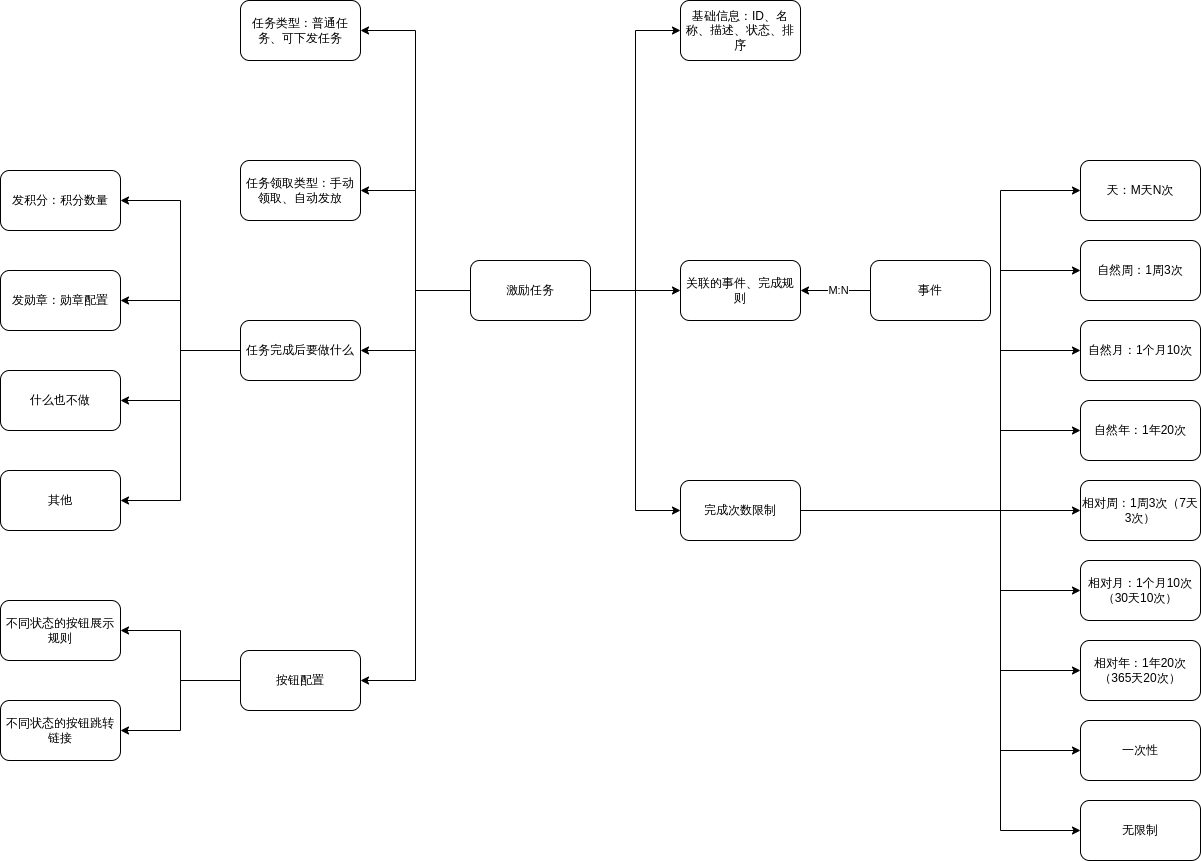 任务类型：普通任
务、可下发任务
基础信息：ID、名
称、描述、状态、排
序
任务领取类型：手动
领取、自动发放
天：M天N次
发积分：积分数量
自然周：1周3次
激励任务
关联的事件、完成规
则
M:N
事件
发勋章：勋章配置
任务完成后要做什么
自然月：1个月10次
什么也不做
自然年：1年20次
其他
完成次数限制
相对周：1周3次（7天
3次）
相对月：1个月10次
（30天10次）
不同状态的按钮展示
规则
按钮配置
相对年：1年20次
（365天20次）
不同状态的按钮跳转
链接
一次性
无限制